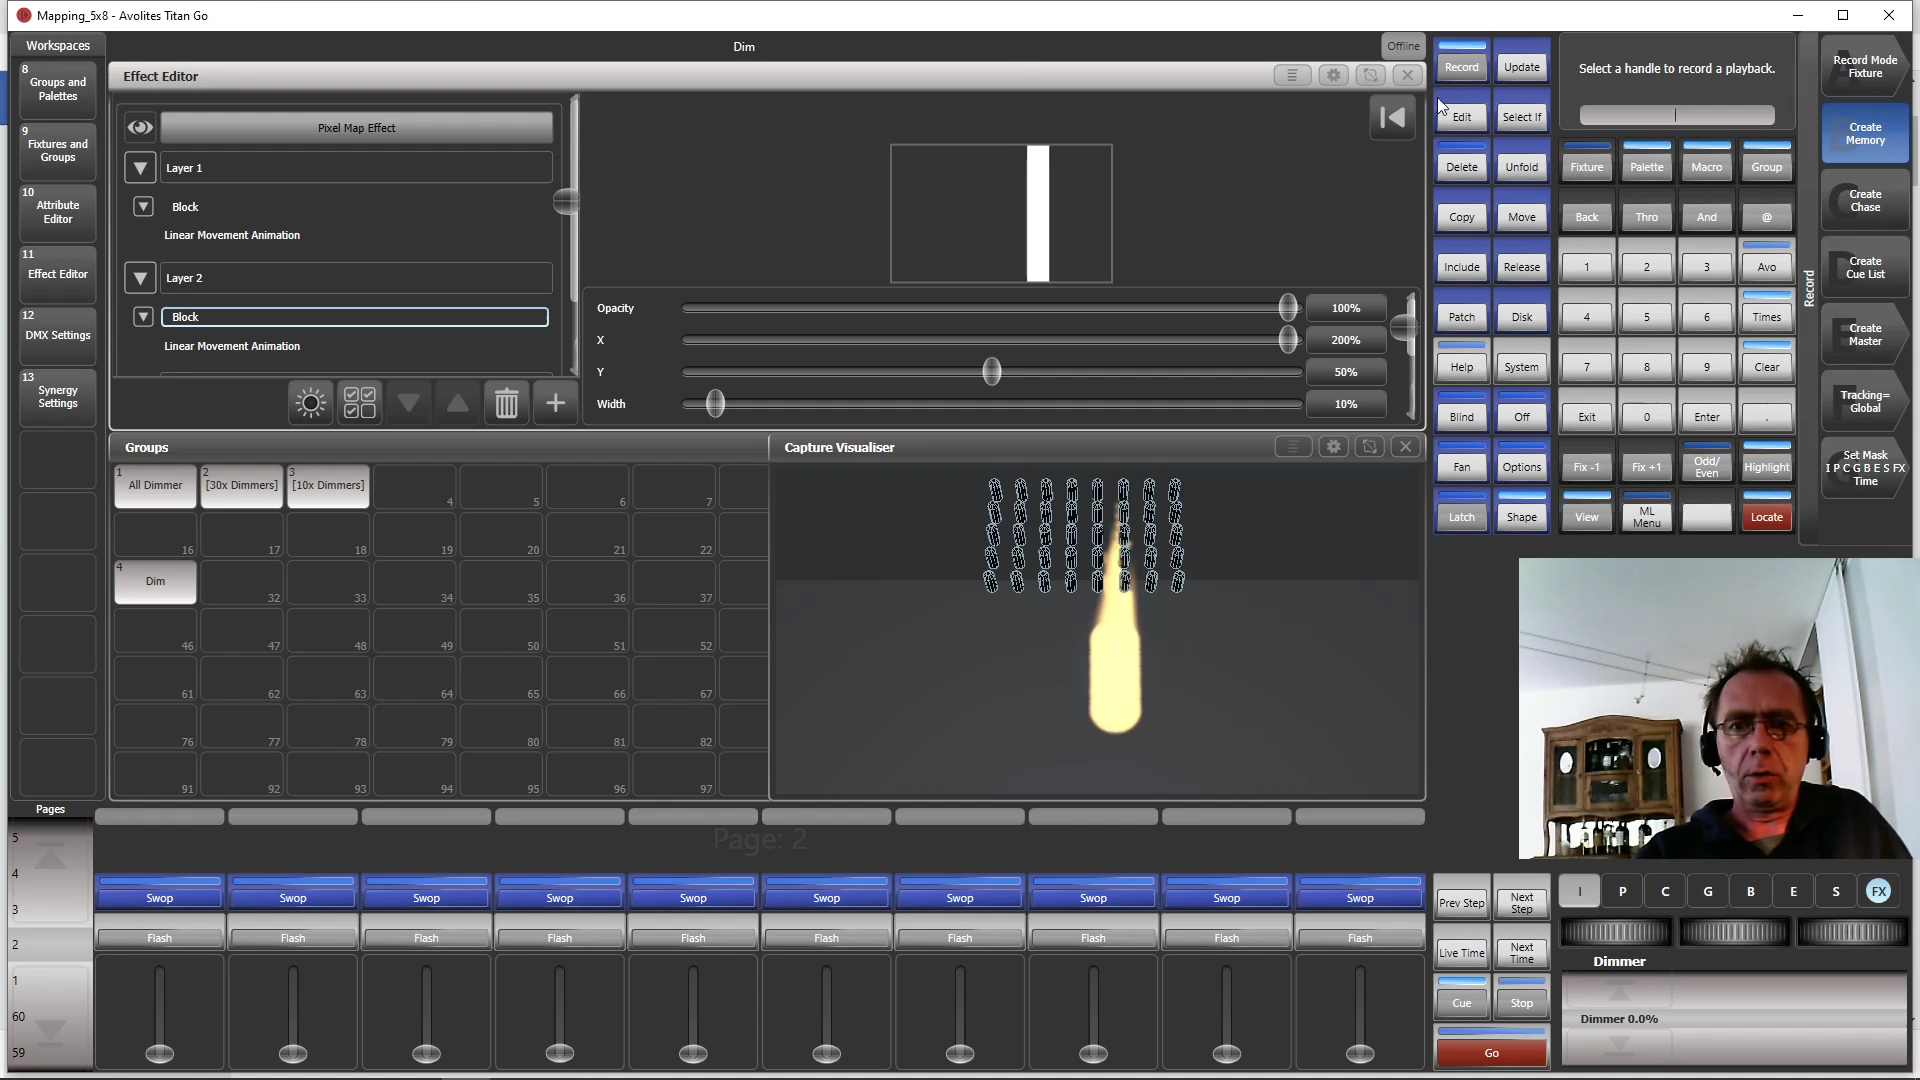 Mapping_5x8 - Avolites Titan Go
Workspaces
8
Groups and
Palettes
9
Fixtures and
Groups
10
Attribute
Editor
11
Effect Editor
12
DMX Settings
13
Synergy
Settings
Dim
Offline
Effect Editor
Pixel Map Effect
Layer 1
Block
Linear Movement Animation
Layer 2
Block
Linear Movement Animation
Opacity 100%
X 200%
Y 50%
Width 10%
Groups
1
All Dimmer
2
[30x Dimmers]
3
[10x Dimmers]
4 5 6 7
16 17 18 19 20 21 22
4
Dim
32 33 34 35 36 37
46 47 48 49 50 51 52
61 62 63 64 65 66 67
76 77 78 79 80 81 82
91 92 93 94 95 96 97
Capture Visualiser
Record Update
Edit Select If
Delete Unfold
Copy Move
Include Release
Patch Disk
Help System
Blind Off
Fan Options
Latch Shape
Select a handle to record a playback.
Fixture Palette Macro Group
Back Thro And @
1 2 3 Avo
4 5 6 Times
7 8 9 Clear
Exit 0 Enter .
Fix -1 Fix +1 Odd/
Even Highlight
View ML
Menu Locate
Record
A
Record Mode
Fixture
B
Create
Memory
C
Create
Chase
D
Create
Cue List
E
Create
Master
F
Tracking=
Global
G
Set Mask
I P C G B E S FX
Time
Pages
5
4
3
2
1
60
59
Page: 2
Swop Swop Swop Swop Swop Swop Swop Swop Swop Swop
Flash Flash Flash Flash Flash Flash Flash Flash Flash Flash
Prev Step Next
Step
Live Time Next
Time
Cue Stop
Go
I P C G B E S FX
Dimmer
Dimmer 0.0%